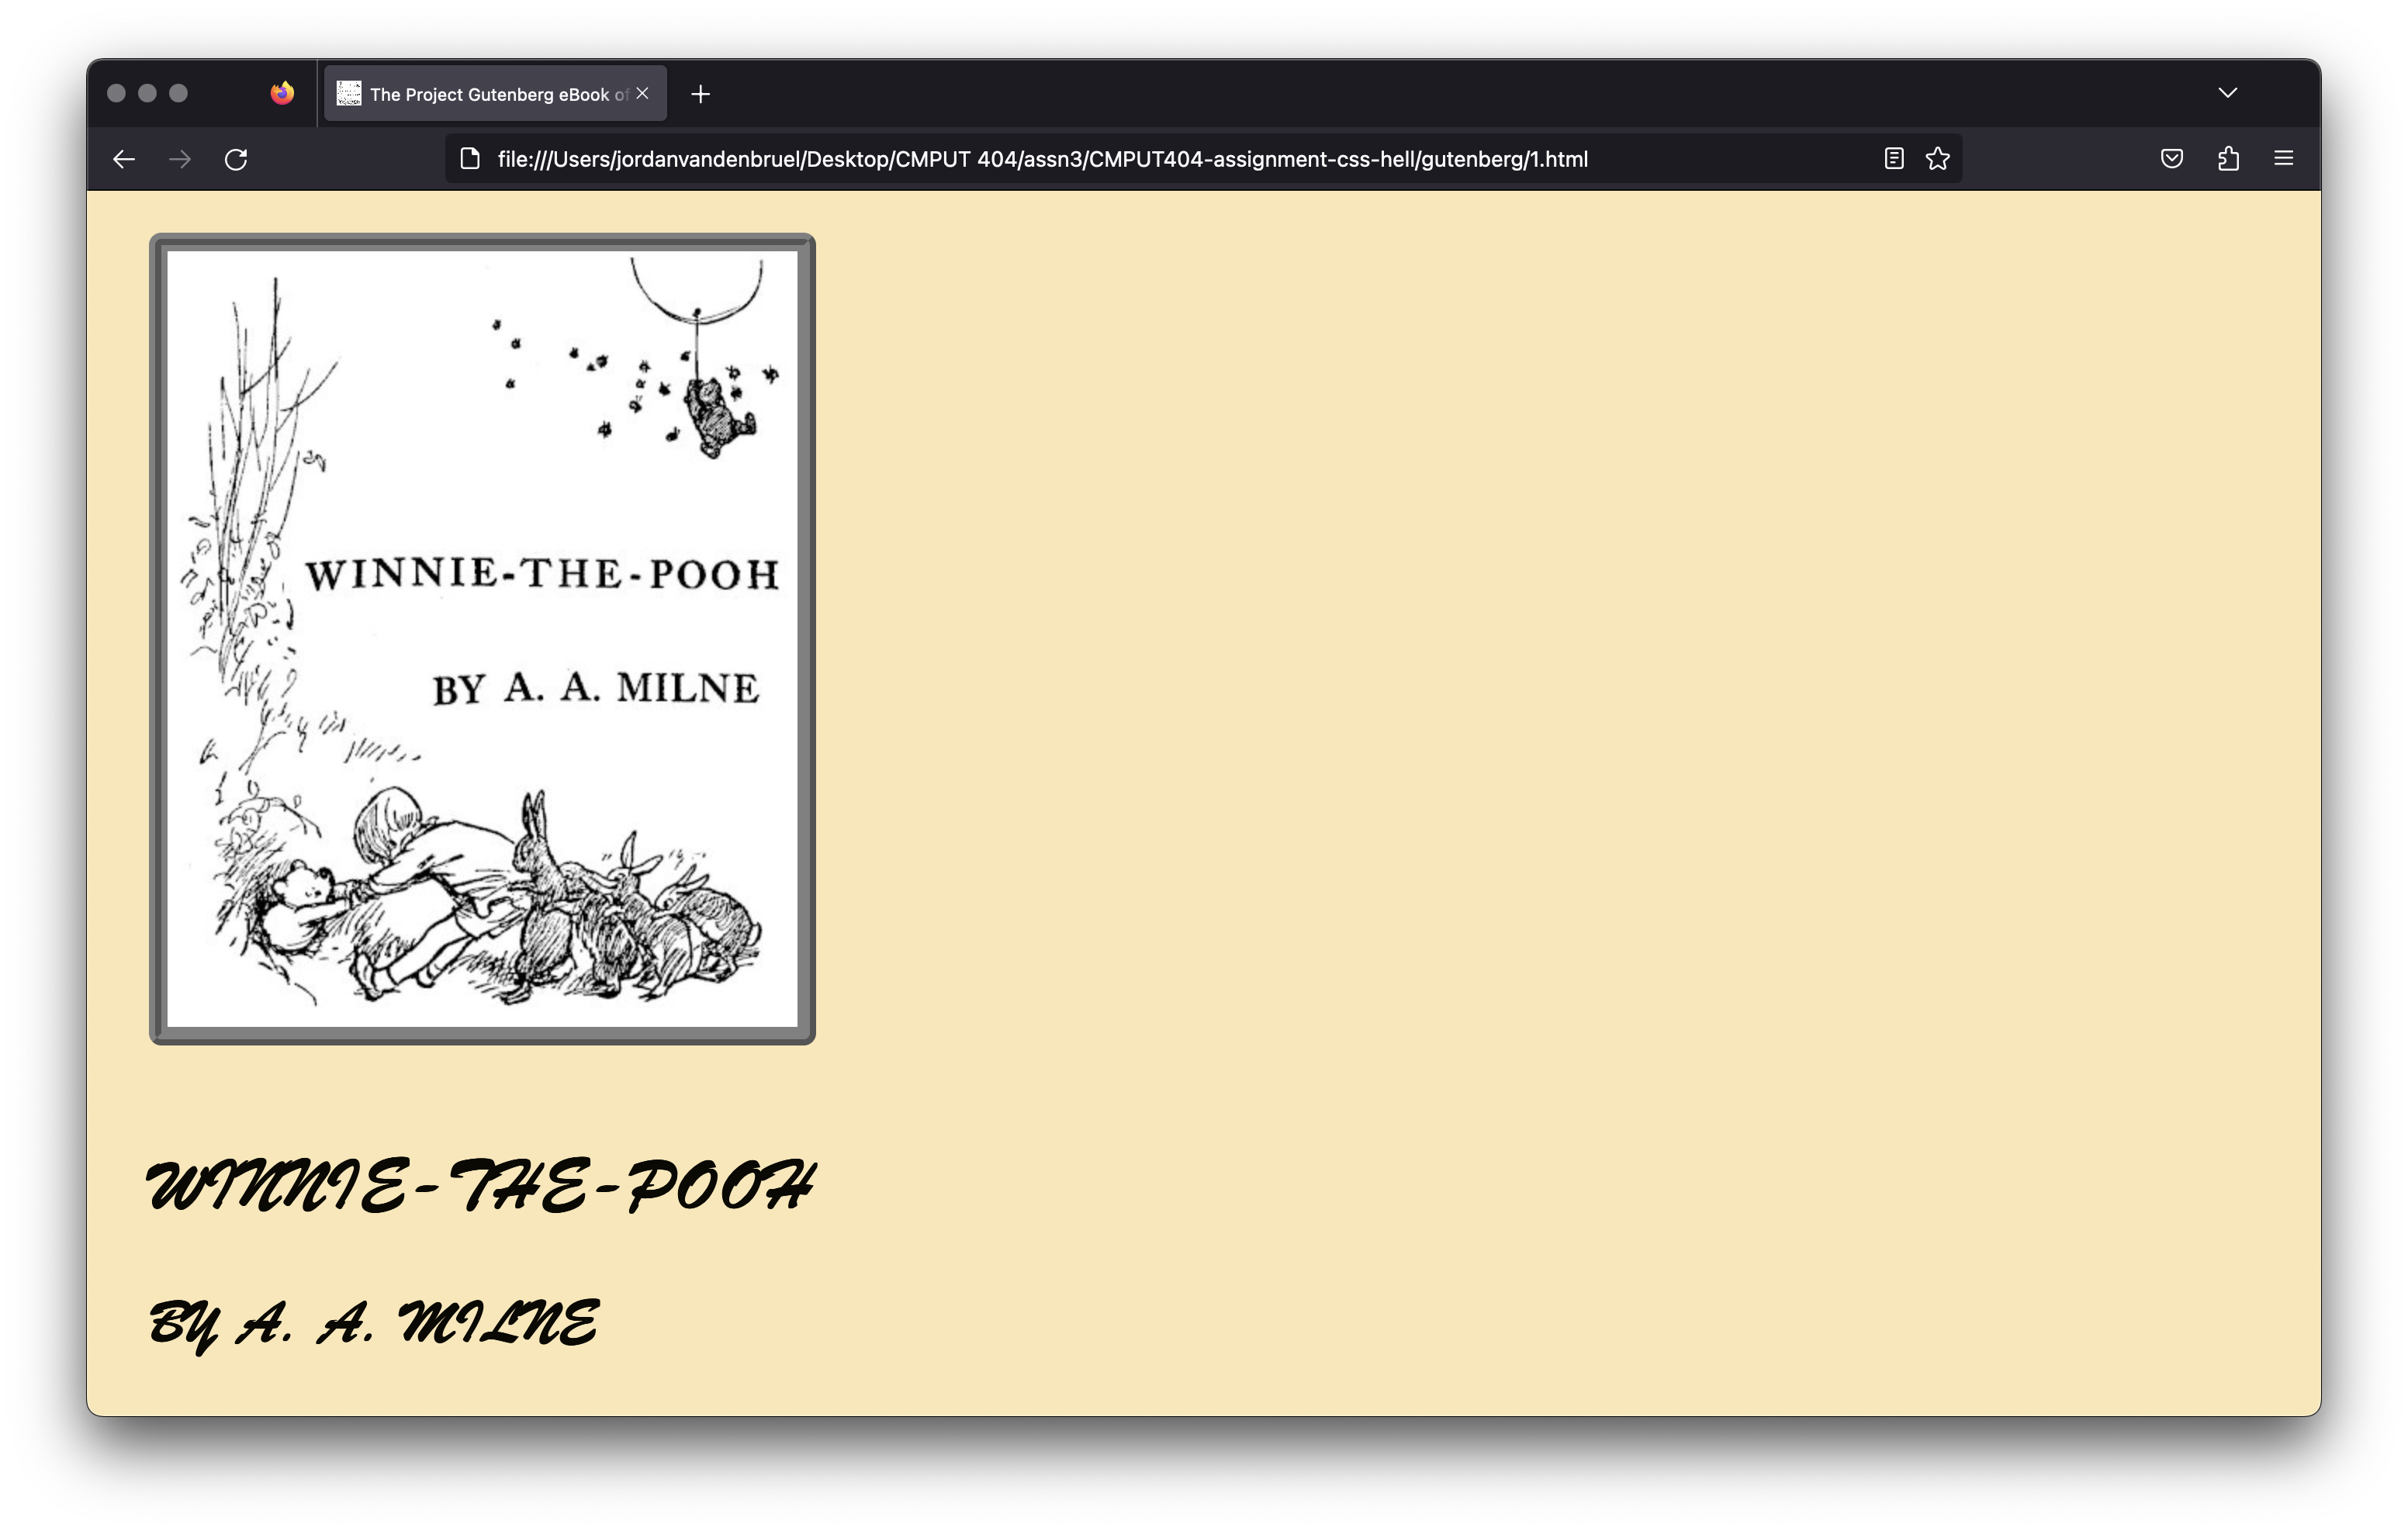 The Project Gutenberg eBook of
file:///Users/jordanvandenbruel/Desktop/CMPUT 404/assn3/CMPUT404-assignment-css-hell/gutenberg/1.html
WINNIE-THE-POOH
BY A. A. MILNE
WINNIE-THE-POOH
BY A. A. MILNE